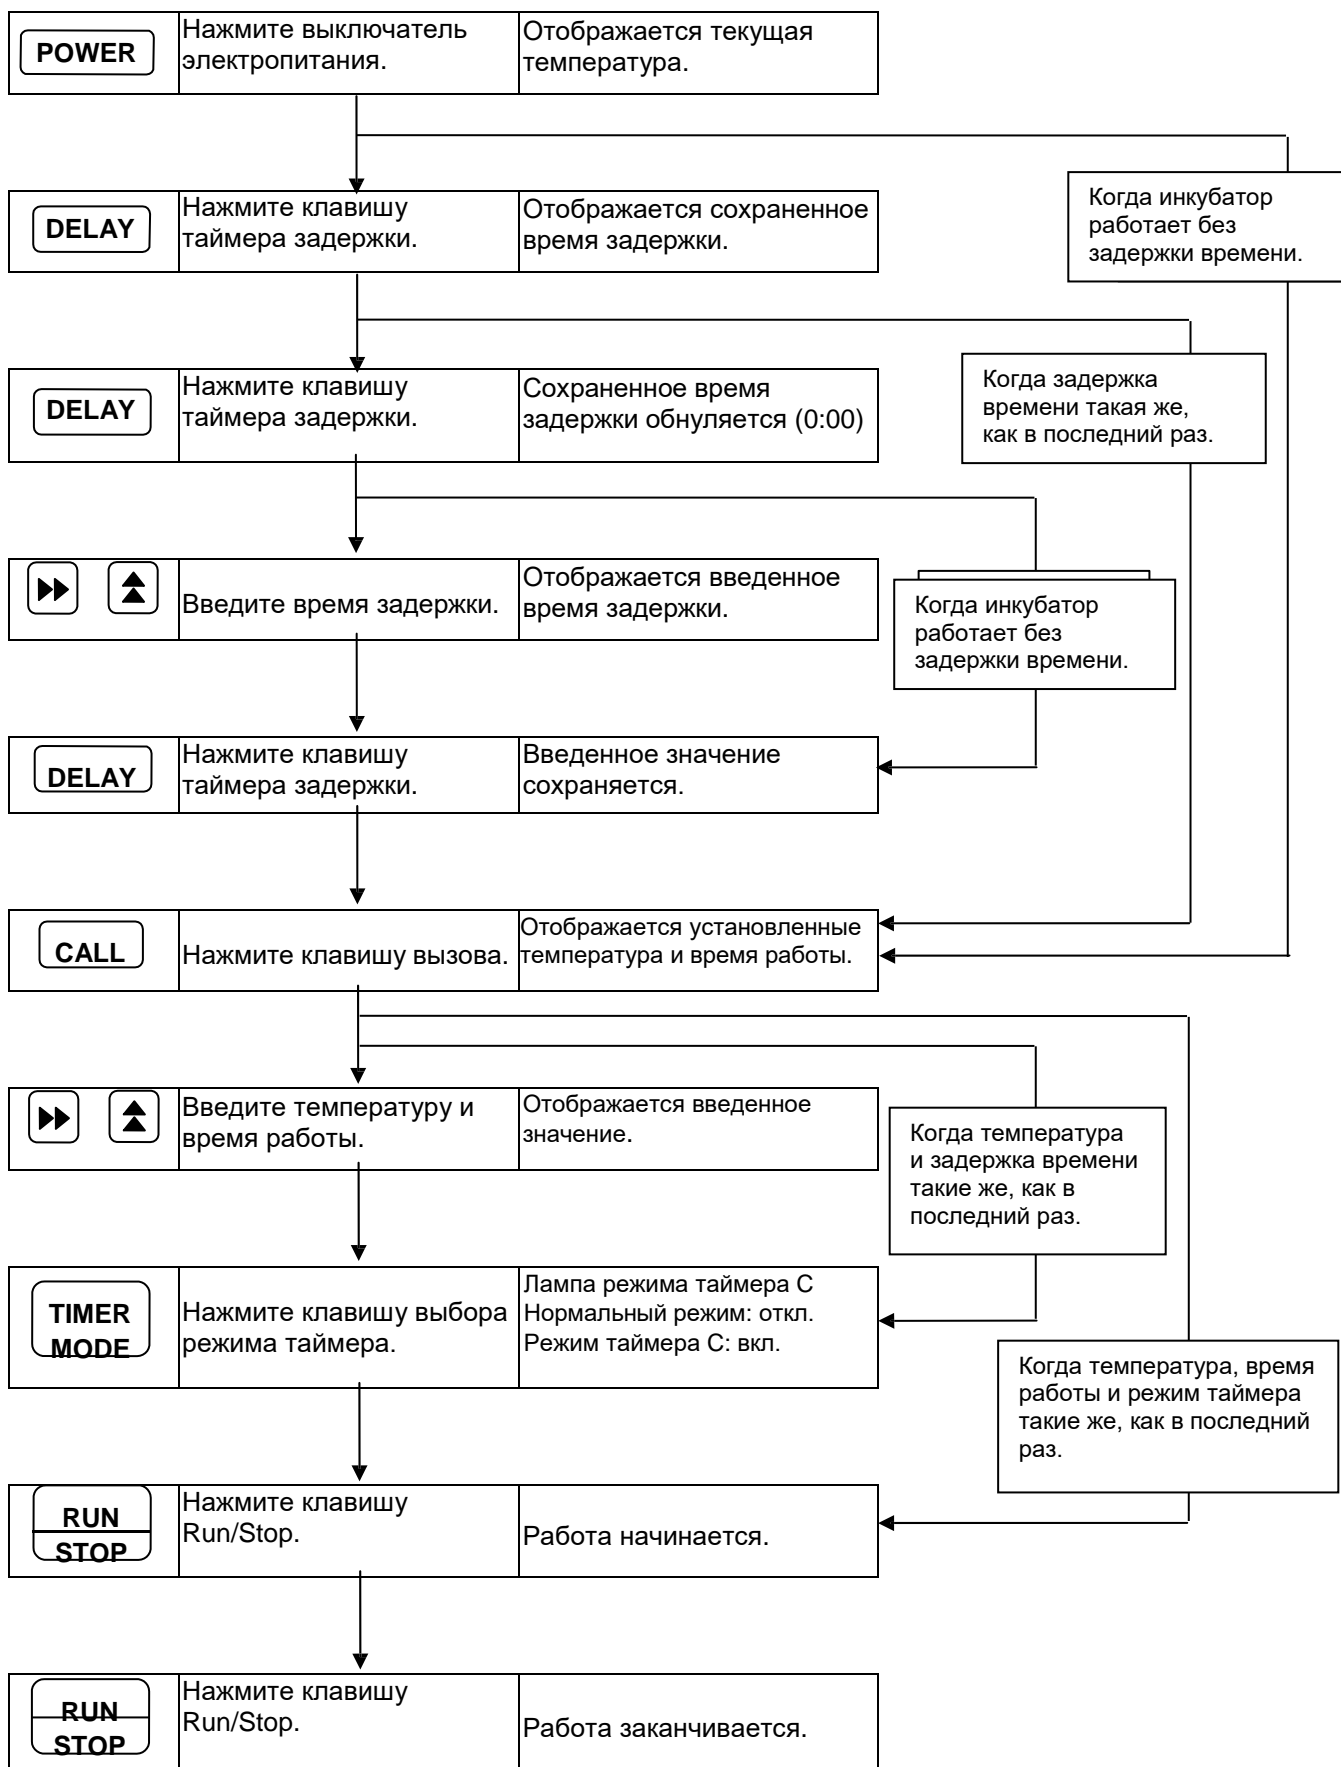 POWER
Нажмите выключатель
электропитания.
Отображается текущая
температура.
Когда инкубатор
работает без
задержки времени.
DELAY
Нажмите клавишу
таймера задержки.
Отображается сохраненное
время задержки.
Когда задержка
времени такая же,
как в последний раз.
DELAY
Нажмите клавишу
таймера задержки.
Сохраненное время
задержки обнуляется (0:00)
Введите время задержки.
Отображается введенное
время задержки.
Когда инкубатор
работает без
задержки времени.
DELAY
Нажмите клавишу
таймера задержки.
Введенное значение
сохраняется.
CALL
Нажмите клавишу вызова.
Отображается установленные
температура и время работы.
Введите температуру и
время работы.
Отображается введенное
значение.
Когда температура
и задержка времени
такие же, как в
последний раз.
TIMER
MODE
Нажмите клавишу выбора
режима таймера.
Лампа режима таймера С
Нормальный режим: откл.
Режим таймера С: вкл.
Когда температура, время
работы и режим таймера
такие же, как в последний
раз.
RUN
STOP
Нажмите клавишу
Run/Stop.
Работа начинается.
RUN
STOP
Нажмите клавишу
Run/Stop.
Работа заканчивается.